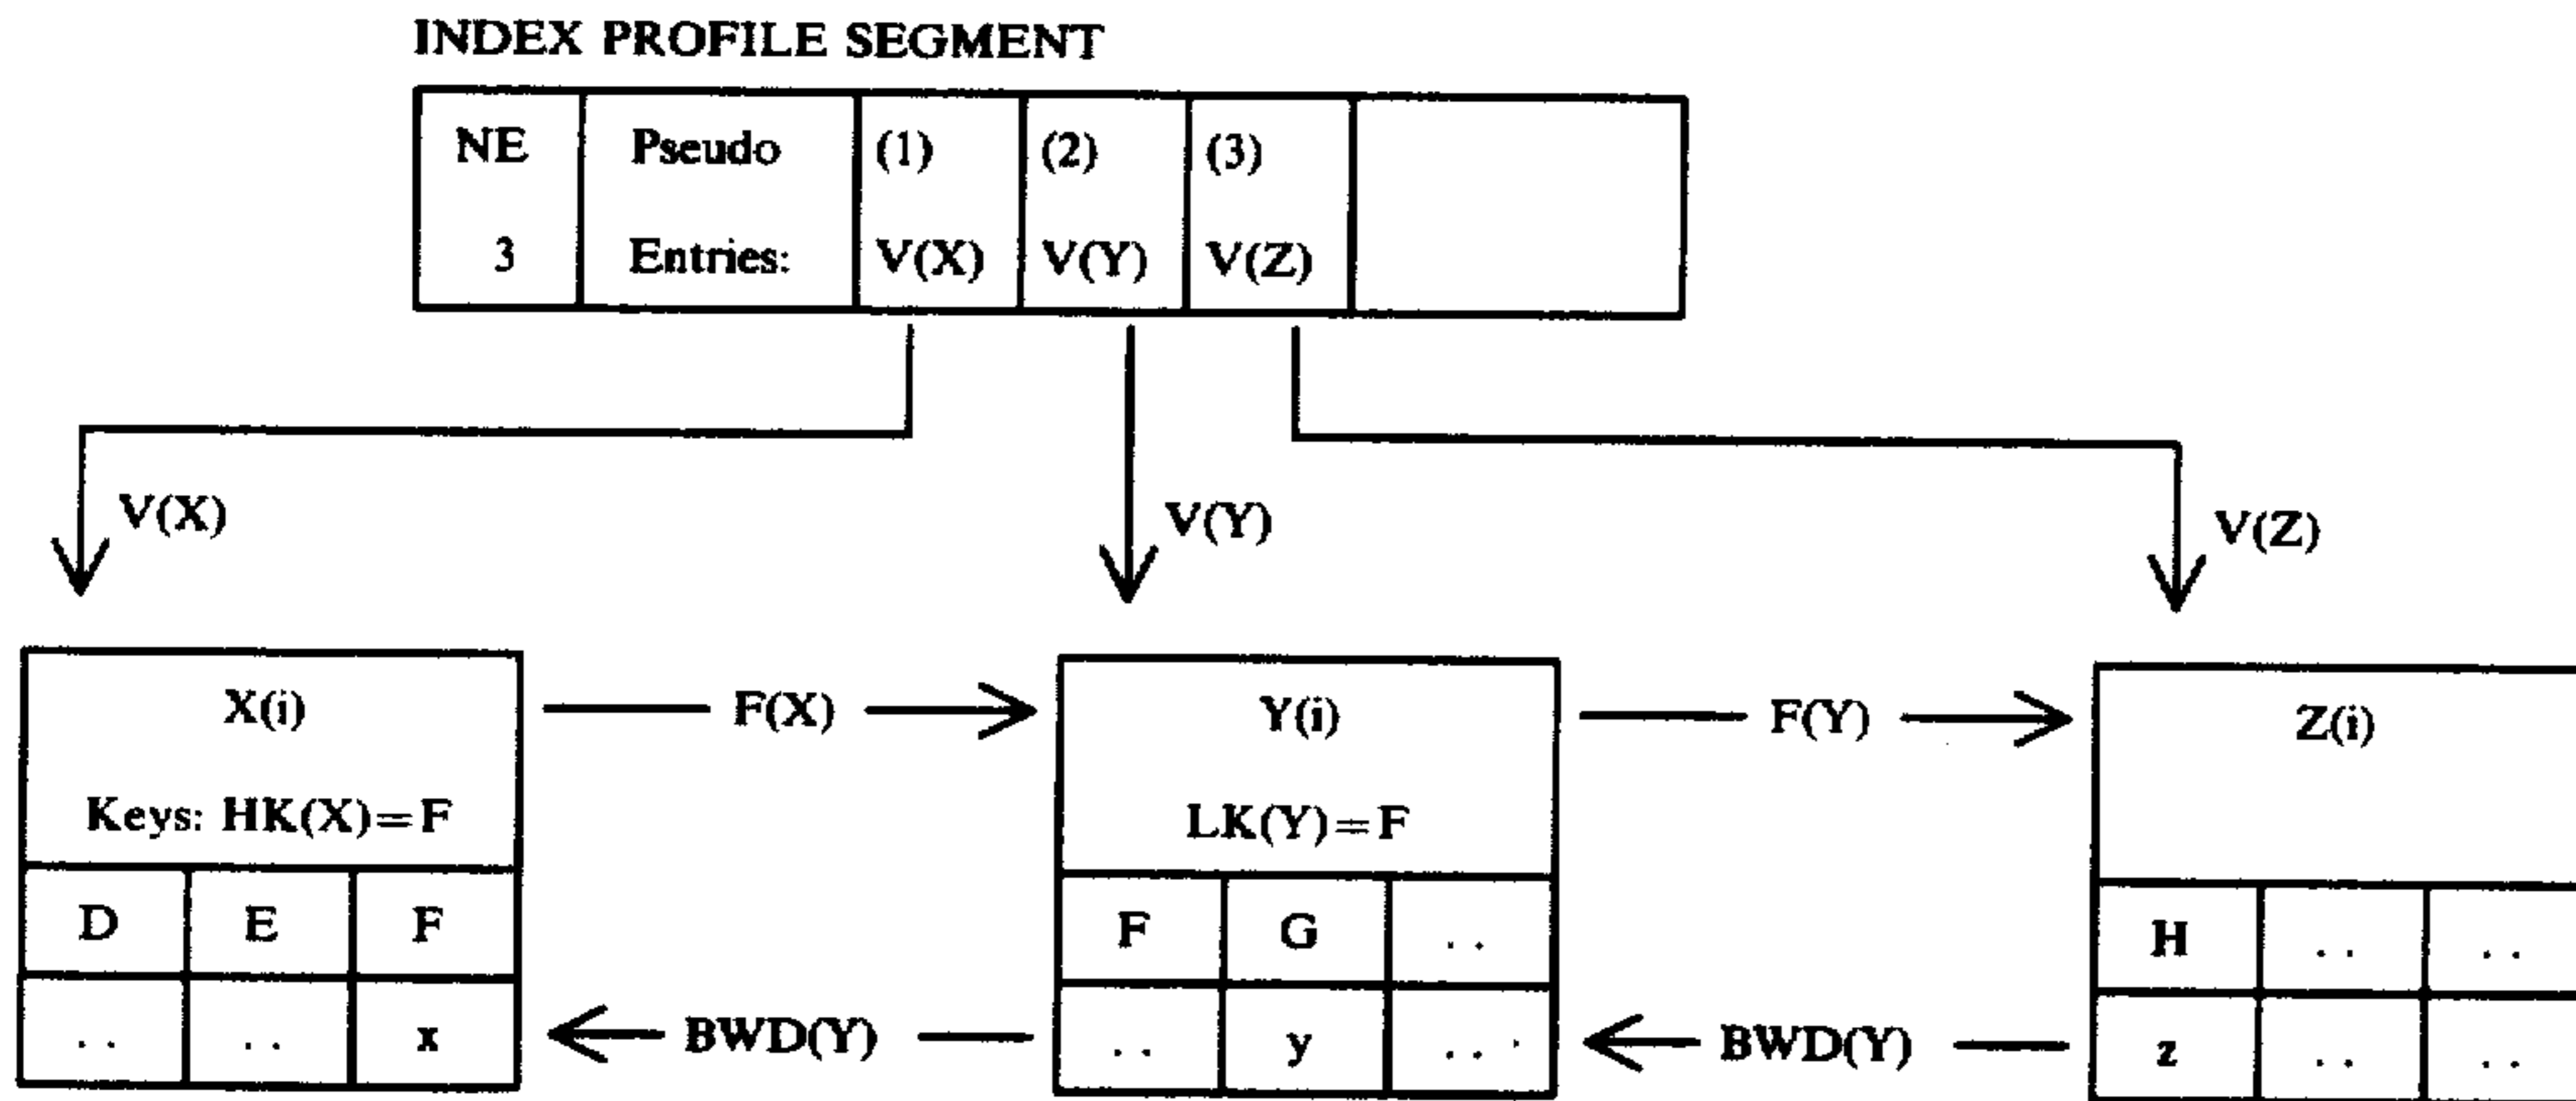 INDEX PROFILE SEGMENT
NE Pseudo (1) (2) (3)
3 Entries: V(X) V(Y) V(Z)
V(X) V(Y) V(Z)
X(i) F(X) Y(i) F(Y) Z(i)
Keys: HK(X)=F LK(Y)=F
D E F F G .. H .. ..
.. .. x BWD(Y) .. y .. BWD(Y) z .. ..